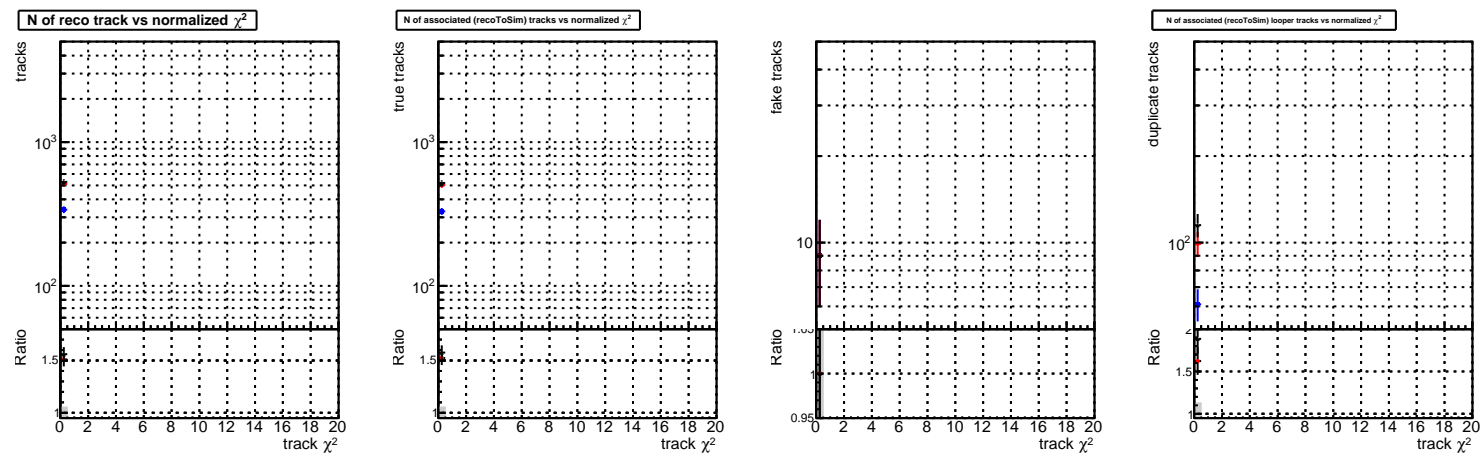 N of reco track vs normalized χ²
tracks
10³
10²
Ratio
1.5
1
0 2 4 6 8 10 12 14 16 18 20
track χ²
N of associated (recoToSim) tracks vs normalized χ²
true tracks
10³
10²
Ratio
1.5
1
0 2 4 6 8 10 12 14 16 18 20
track χ²
fake tracks
10
Ratio
1.05
1
0.95
0 2 4 6 8 10 12 14 16 18 20
track χ²
N of associated (recoToSim) looper tracks vs normalized χ²
duplicate tracks
10²
Ratio
2
1.5
1
0 2 4 6 8 10 12 14 16 18 20
track χ²